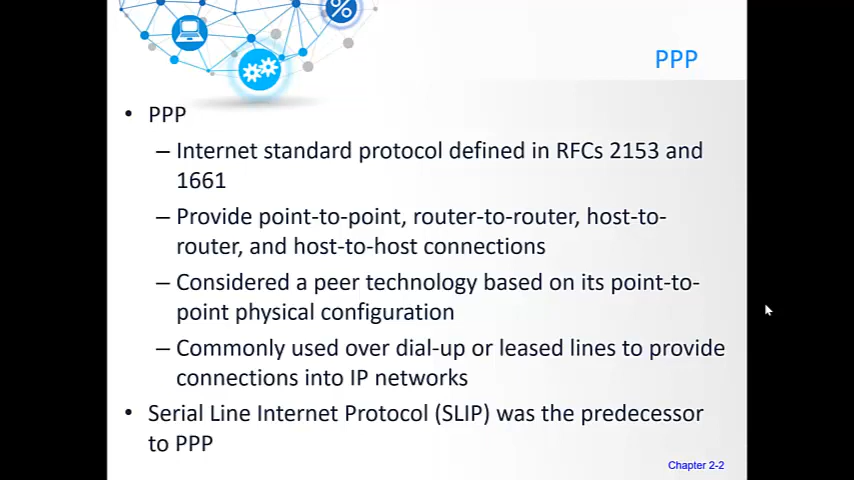 PPP
• PPP
– Internet standard protocol defined in RFCs 2153 and
1661
– Provide point-to-point, router-to-router, host-to-
router, and host-to-host connections
– Considered a peer technology based on its point-to-
point physical configuration
– Commonly used over dial-up or leased lines to provide
connections into IP networks
• Serial Line Internet Protocol (SLIP) was the predecessor
to PPP
Chapter 2-2